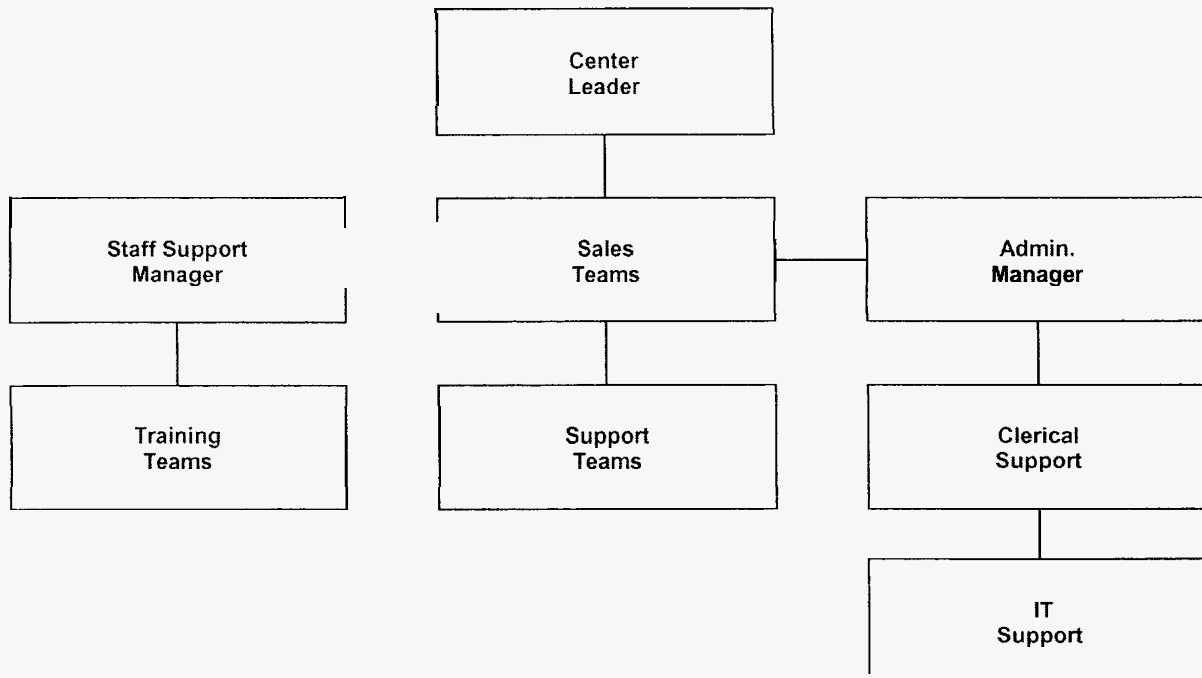 Center
Leader
Staff Support
Manager
Sales
Teams
Admin.
Manager
Training
Teams
Support
Teams
Clerical
Support
IT
Support